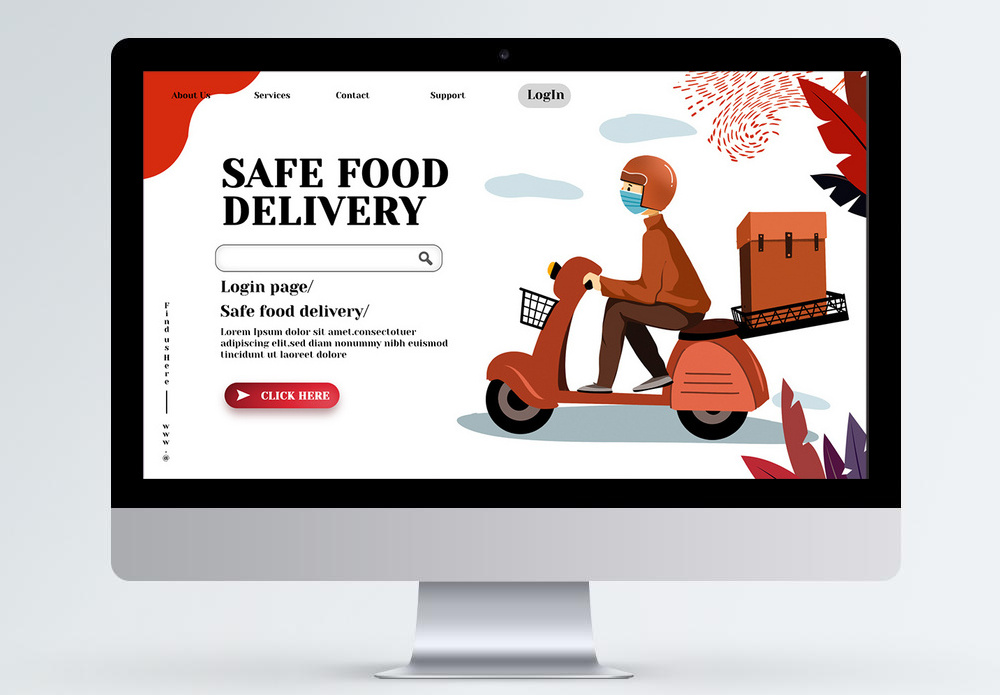 About Us
Services
Contact
Support
LogIn
SAFE FOOD
DELIVERY
Login page/
Safe food delivery/
Lorem Ipsum dolor sit amet.consectotuer
adipiscing elit.sed diam nonummy nibh euismod
tincidunt ut laoreet dolore
CLICK HERE
Find us Here
www.@